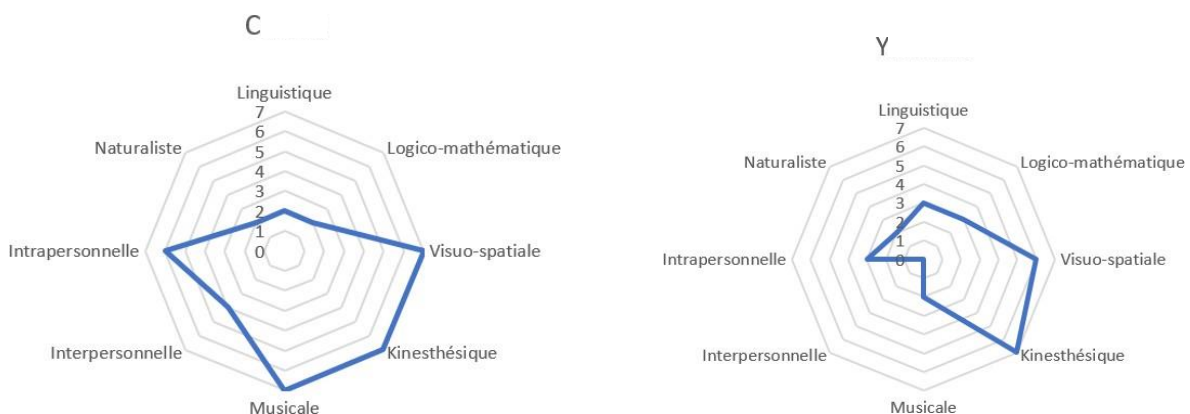 C
Linguistique
7
6
5
4
3
2
1
0
Logico-mathématique
Visuo-spatiale
Kinesthésique
Musicale
Interpersonnelle
Intrapersonnelle
Naturaliste
Y
Linguistique
7
6
5
4
3
2
1
0
Logico-mathématique
Visuo-spatiale
Kinesthésique
Musicale
Interpersonnelle
Intrapersonnelle
Naturaliste